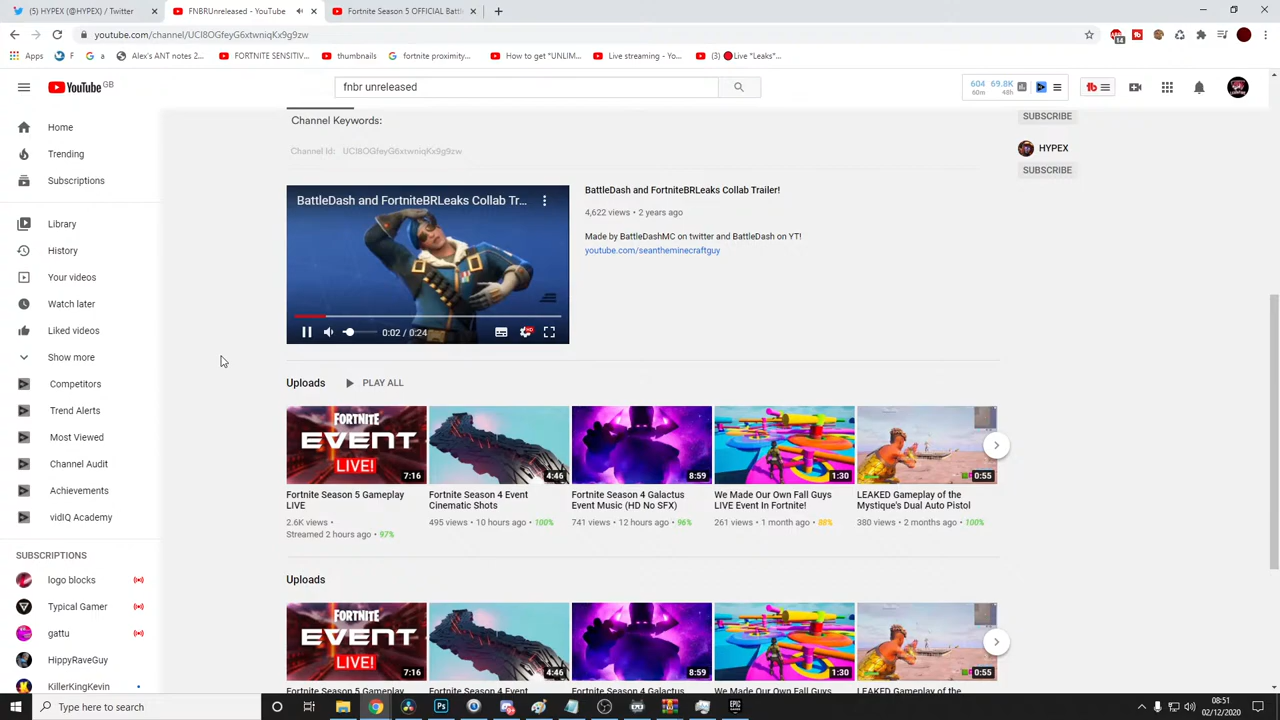 (5) HYPEX (@HYPEX) / Twitter
FNBRUnreleased - YouTube
Fortnite Season 5 OFFICIAL Battl
youtube.com/channel/UCI8OGfeyG6xtwniqKx9g9zw
14
Apps
F
a
Alex's ANT notes 2...
FORTNITE SENSITIV...
thumbnails
fortnite proximity...
How to get "UNLIM...
Live streaming - Yo...
(3) 🔴Live "Leaks"...
YouTube GB
fnbr unreleased
604 69.8K
60m 48h
Home
Trending
Subscriptions
Library
History
Your videos
Watch later
Liked videos
Show more
Competitors
Trend Alerts
Most Viewed
Channel Audit
Achievements
vidIQ Academy
SUBSCRIPTIONS
logo blocks
Typical Gamer
gattu
HippyRaveGuy
KillerKingKevin
Channel Keywords:
Channel Id: UCI8OGfeyG6xtwniqKx9g9zw
BattleDash and FortniteBRLeaks Collab Tr...
0:02 / 0:24
HD
BattleDash and FortniteBRLeaks Collab Trailer!
4,622 views • 2 years ago
Made by BattleDashMC on twitter and BattleDash on YT!
youtube.com/seantheminecraftguy
SUBSCRIBE
HYPEX
SUBSCRIBE
Uploads
PLAY ALL
FORTNITE
EVENT
LIVE!
7:16
4:46
8:59
1:30
0:55
Fortnite Season 5 Gameplay
LIVE
2.6K views •
Streamed 2 hours ago • 97%
Fortnite Season 4 Event
Cinematic Shots
495 views • 10 hours ago • 100%
Fortnite Season 4 Galactus
Event Music (HD No SFX)
741 views • 12 hours ago • 96%
We Made Our Own Fall Guys
LIVE Event In Fortnite!
261 views • 1 month ago • 88%
LEAKED Gameplay of the
Mystique's Dual Auto Pistol
380 views • 2 months ago • 100%
Uploads
FORTNITE
EVENT
LIVE!
7:16
4:46
8:59
1:30
0:55
Fortnite Season 5 Gameplay
Fortnite Season 4 Event
Fortnite Season 4 Galactus
We Made Our Own Fall Guys
LEAKED Gameplay of the
Type here to search
Ps
EPIC
08:51
02/12/2020